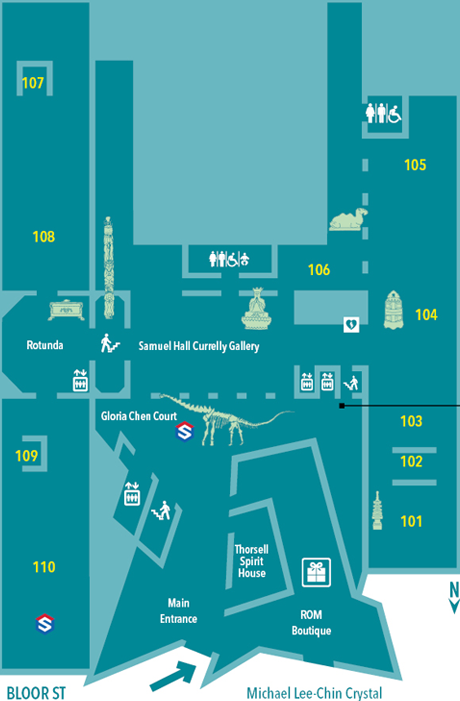 107
105
108
106
104
Rotunda
Samuel Hall Currelly Gallery
Gloria Chen Court
103
109
102
101
Thorsell
Spirit
House
110
Main
Entrance
ROM
Boutique
N
BLOOR ST
Michael Lee-Chin Crystal